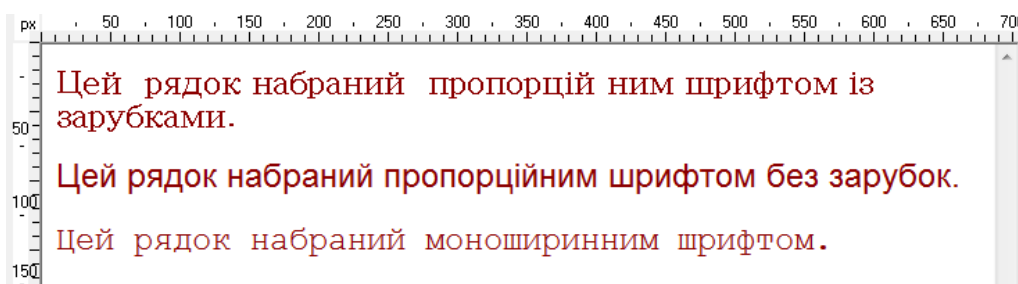 px 50 100 150 200 250 300 350 400 450 500 550 600 650 700
Цей рядок набраний пропорцій ним шрифтом із
зарубками.
50
Цей рядок набраний пропорційним шрифтом без зарубок.
100
Цей рядок набраний моноширинним шрифтом.
150